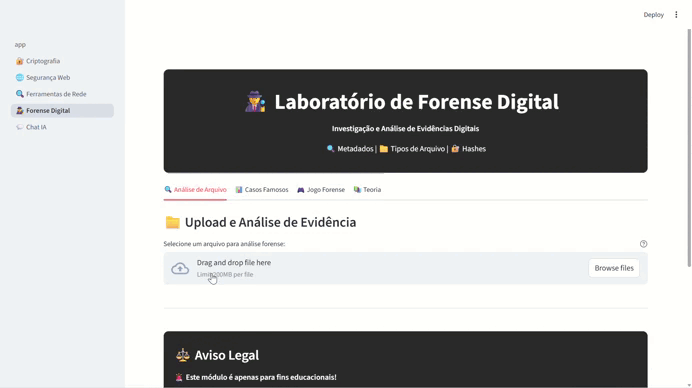 Deploy
app
Criptografia
Segurança Web
Ferramentas de Rede
Forense Digital
Chat IA
Laboratório de Forense Digital
Investigação e Análise de Evidências Digitais
Metadados | Tipos de Arquivo | Hashes
Análise de Arquivo
Casos Famosos
Jogo Forense
Teoria
Upload e Análise de Evidência
Selecione um arquivo para análise forense:
Drag and drop file here
Limit 200MB per file
Browse files
Aviso Legal
Este módulo é apenas para fins educacionais!